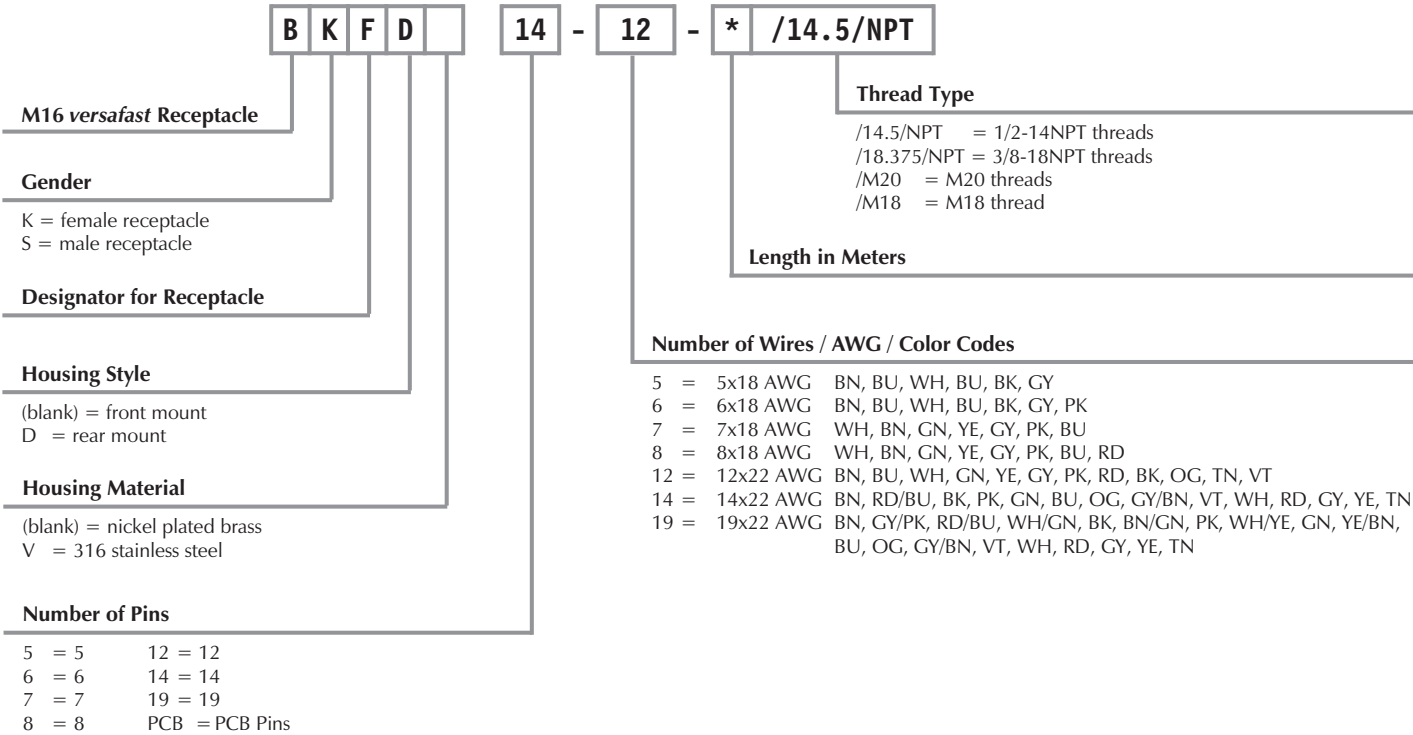 B K F D 14 - 12 - * /14.5/NPT
M16 versafast Receptacle
Gender
K = female receptacle
S = male receptacle
Designator for Receptacle
Housing Style
(blank) = front mount
D = rear mount
Housing Material
(blank) = nickel plated brass
V = 316 stainless steel
Number of Pins
5 = 5 12 = 12
6 = 6 14 = 14
7 = 7 19 = 19
8 = 8 PCB = PCB Pins
Thread Type
/14.5/NPT = 1/2-14NPT threads
/18.375/NPT = 3/8-18NPT threads
/M20 = M20 threads
/M18 = M18 thread
Length in Meters
Number of Wires / AWG / Color Codes
5 = 5x18 AWG BN, BU, WH, BU, BK, GY
6 = 6x18 AWG BN, BU, WH, BU, BK, GY, PK
7 = 7x18 AWG WH, BN, GN, YE, GY, PK, BU
8 = 8x18 AWG WH, BN, GN, YE, GY, PK, BU, RD
12 = 12x22 AWG BN, BU, WH, GN, YE, GY, PK, RD, BK, OG, TN, VT
14 = 14x22 AWG BN, RD/BU, BK, PK, GN, BU, OG, GY/BN, VT, WH, RD, GY, YE, TN
19 = 19x22 AWG BN, GY/PK, RD/BU, WH/GN, BK, BN/GN, PK, WH/YE, GN, YE/BN,
BU, OG, GY/BN, VT, WH, RD, GY, YE, TN